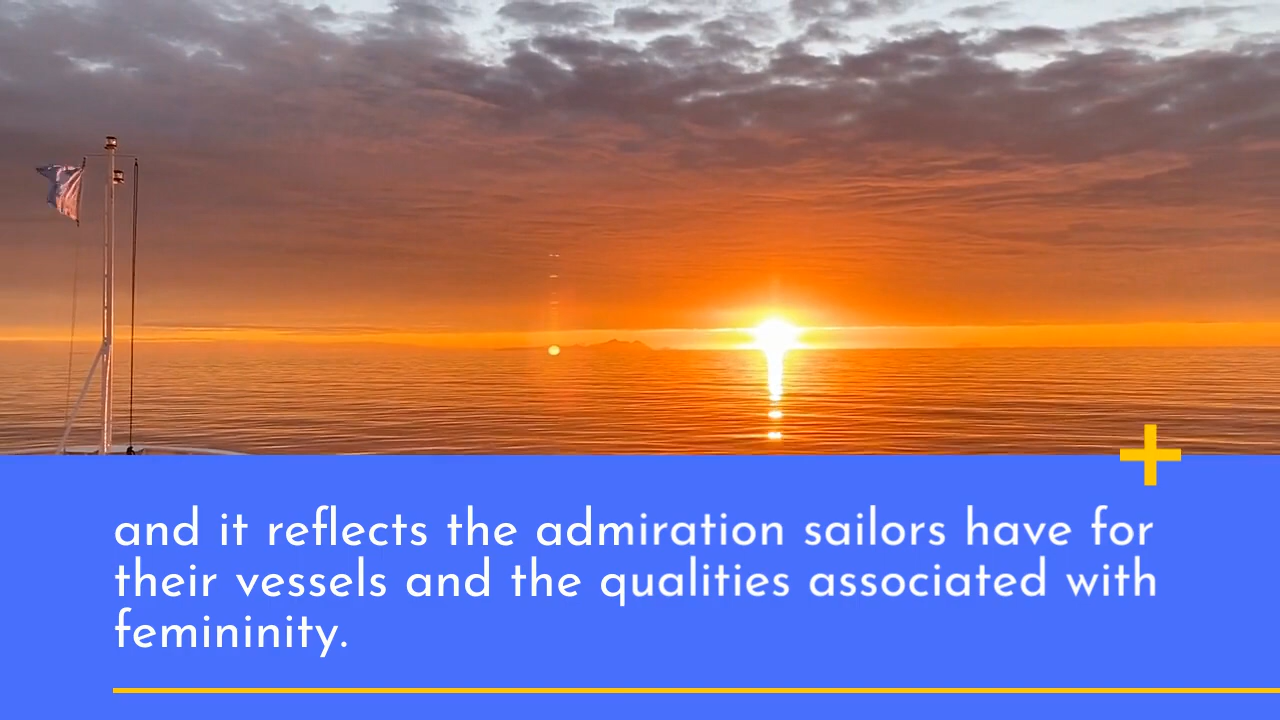 and it reflects the admiration sailors have for
their vessels and the qualities associated with
femininity.